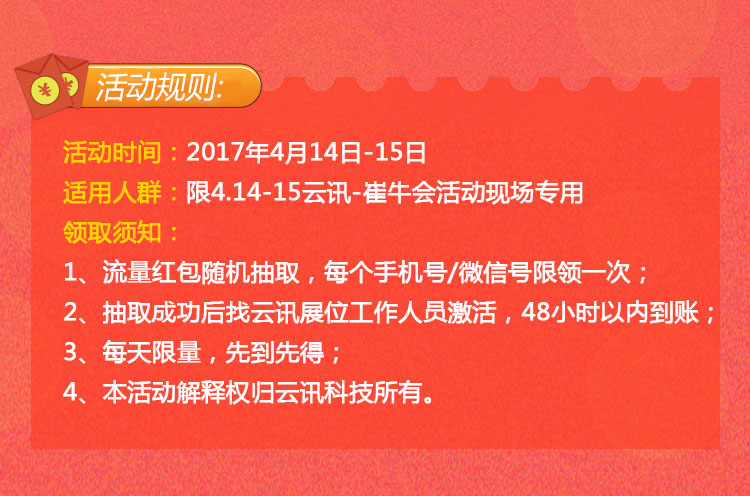 活动规则:
活动时间：2017年4月14日-15日
适用人群：限4.14-15云讯-崔牛会活动现场专用
领取须知：
1、流量红包随机抽取，每个手机号/微信号限领一次；
2、抽取成功后找云讯展位工作人员激活，48小时以内到账；
3、每天限量，先到先得；
4、本活动解释权归云讯科技所有。